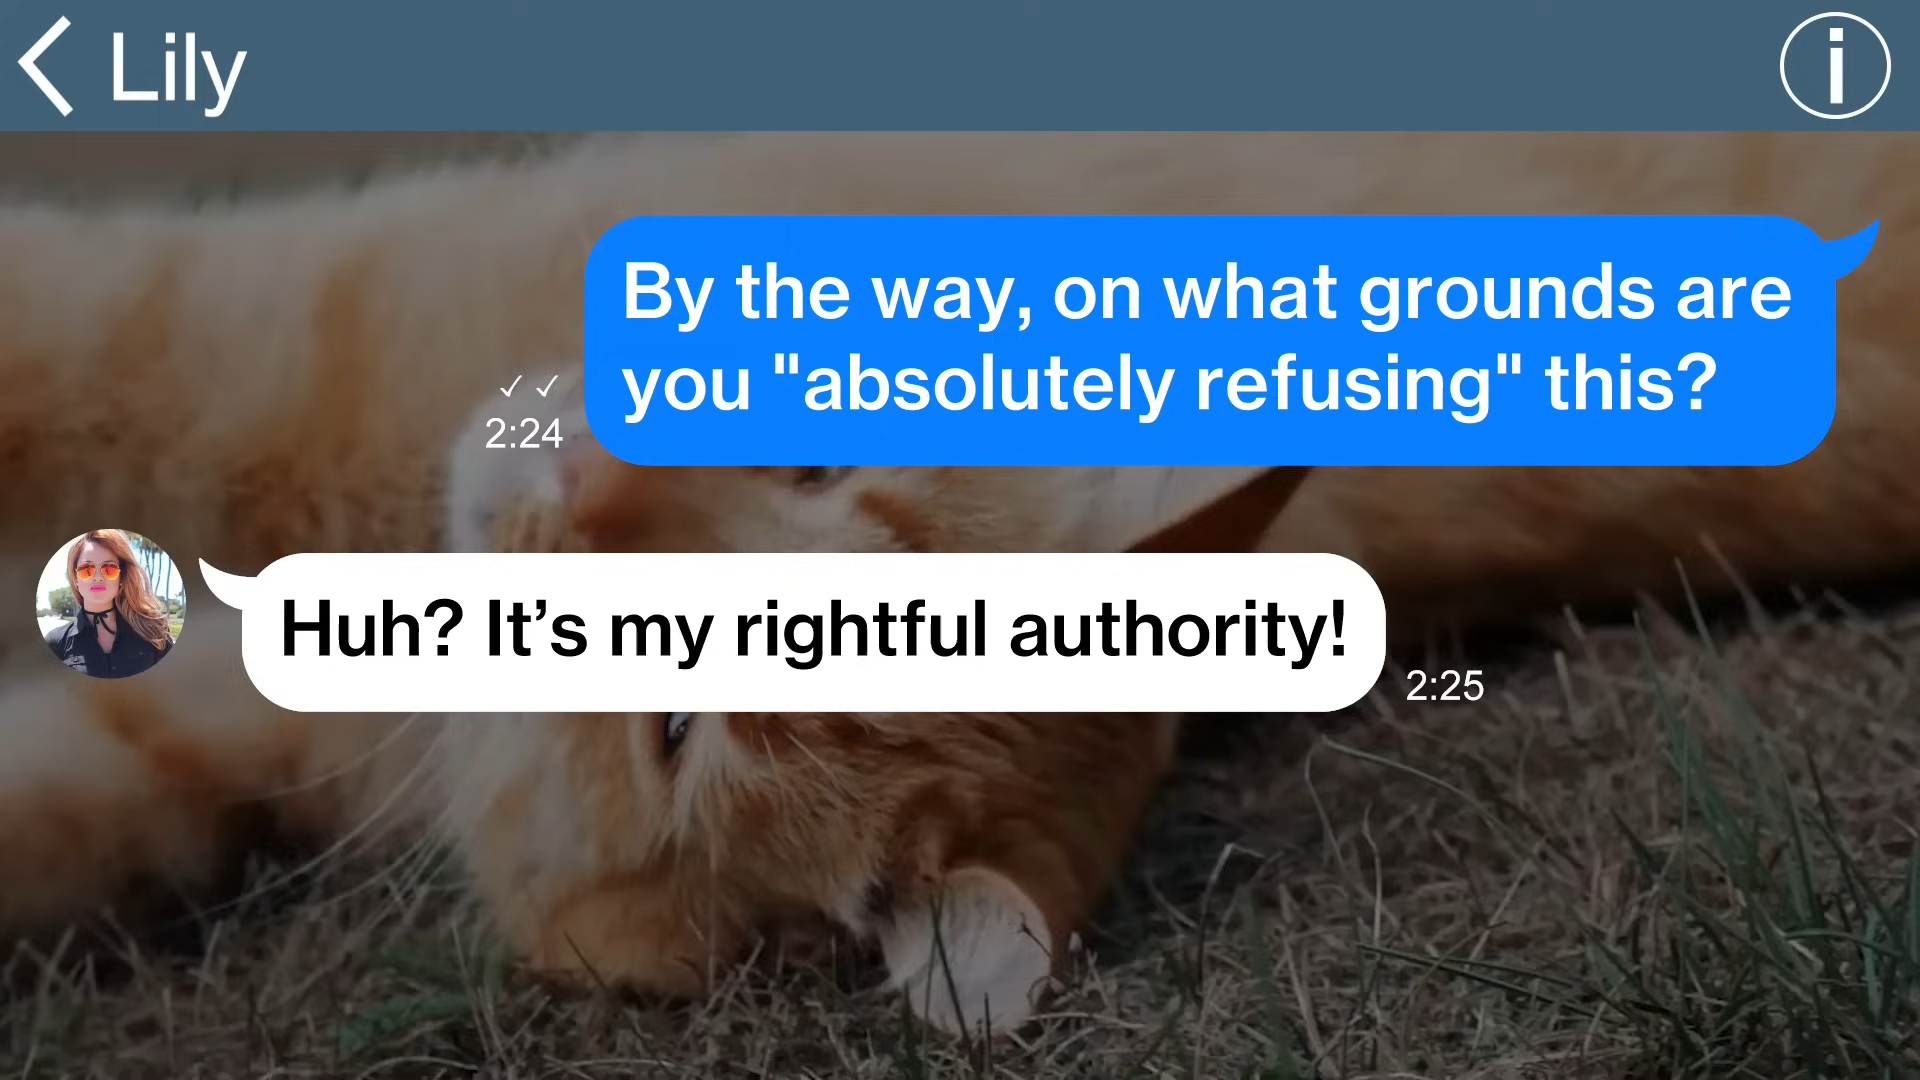 Lily
By the way, on what grounds are
you "absolutely refusing" this?
✓ ✓
2:24
Huh? It’s my rightful authority!
2:25